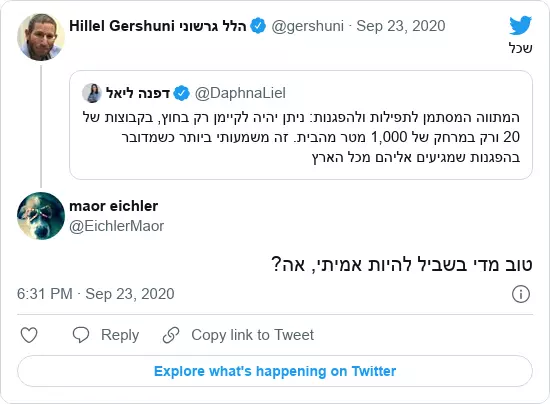 Hillel Gershuni הלל גרשוני @gershuni · Sep 23, 2020
שכל
דפנה ליאל @DaphnaLiel
המתווה המסתמן לתפילות ולהפגנות: ניתן יהיה לקיימן רק בחוץ, בקבוצות של
20 ורק במרחק של 1,000 מטר מהבית. זה משמעותי ביותר כשמדובר
בהפגנות שמגיעים אליהם מכל הארץ
maor eichler
@EichlerMaor
טוב מדי בשביל להיות אמיתי, אה?
6:31 PM · Sep 23, 2020
Reply
Copy link to Tweet
Explore what's happening on Twitter